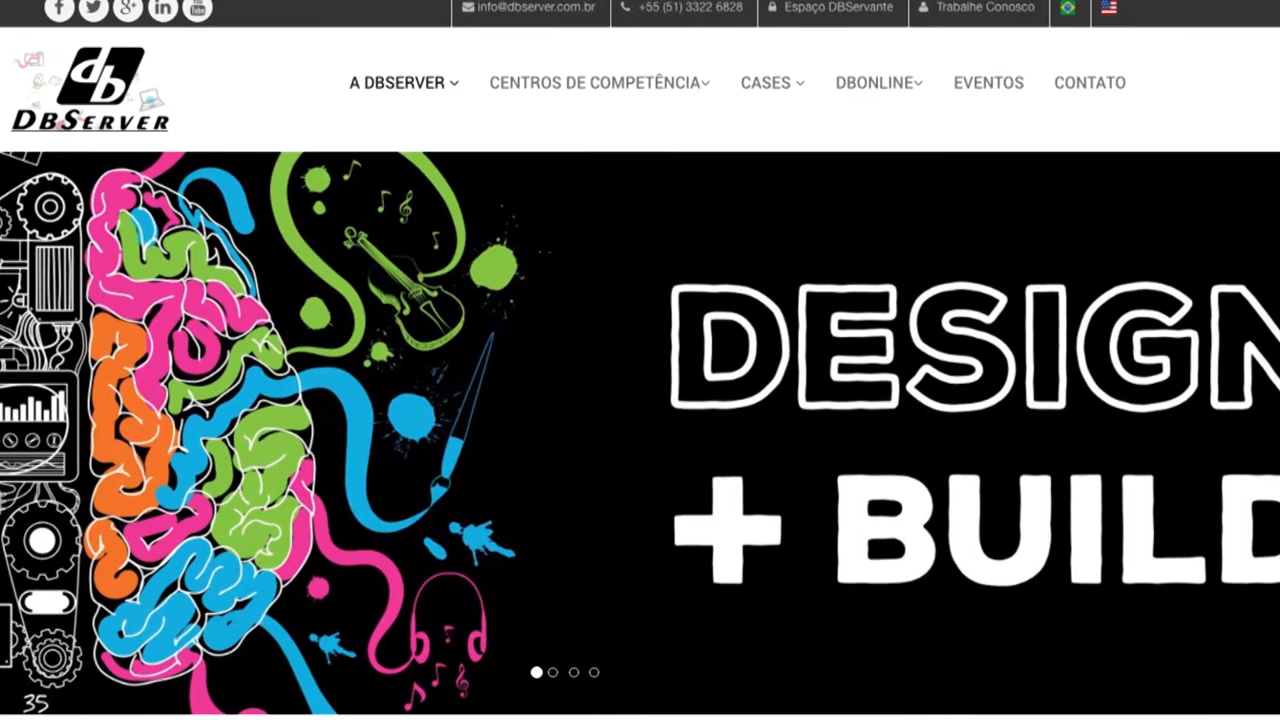 info@dbserver.com.br
+55 (51) 3322 6828
Espaço DBServante
Trabalhe Conosco
db
DBSERVER
A DBSERVER
CENTROS DE COMPETÊNCIA
CASES
DBONLINE
EVENTOS
CONTATO
DESIGN
+ BUILD
35